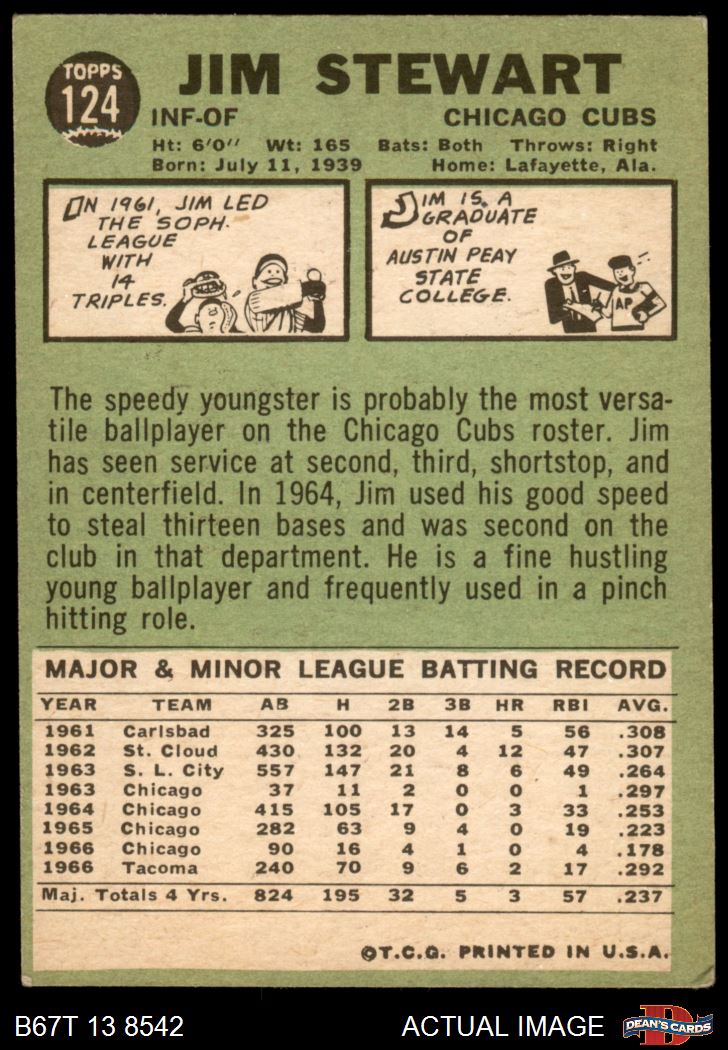 TOPPS
124
JIM STEWART
INF-OF CHICAGO CUBS
Ht: 6'0" Wt: 165 Bats: Both Throws: Right
Born: July 11, 1939 Home: Lafayette, Ala.
IN 1961, JIM LED
THE SOPH.
LEAGUE
WITH
14
TRIPLES.
JIM IS A
GRADUATE
OF
AUSTIN PEAY
STATE
COLLEGE.
AP
The speedy youngster is probably the most versa-
tile ballplayer on the Chicago Cubs roster. Jim
has seen service at second, third, shortstop, and
in centerfield. In 1964, Jim used his good speed
to steal thirteen bases and was second on the
club in that department. He is a fine hustling
young ballplayer and frequently used in a pinch
hitting role.
MAJOR & MINOR LEAGUE BATTING RECORD
YEAR TEAM AB H 2B 3B HR RBI AVG.
1961 Carlsbad 325 100 13 14 5 56 .308
1962 St. Cloud 430 132 20 4 12 47 .307
1963 S. L. City 557 147 21 8 6 49 .264
1963 Chicago 37 11 2 0 0 1 .297
1964 Chicago 415 105 17 0 3 33 .253
1965 Chicago 282 63 9 4 0 19 .223
1966 Chicago 90 16 4 1 0 4 .178
1966 Tacoma 240 70 9 6 2 17 .292
Maj. Totals 4 Yrs. 824 195 32 5 3 57 .237
©T.C.G. PRINTED IN U.S.A.
B67T 13 8542 ACTUAL IMAGE
D
DEAN'S CARDS